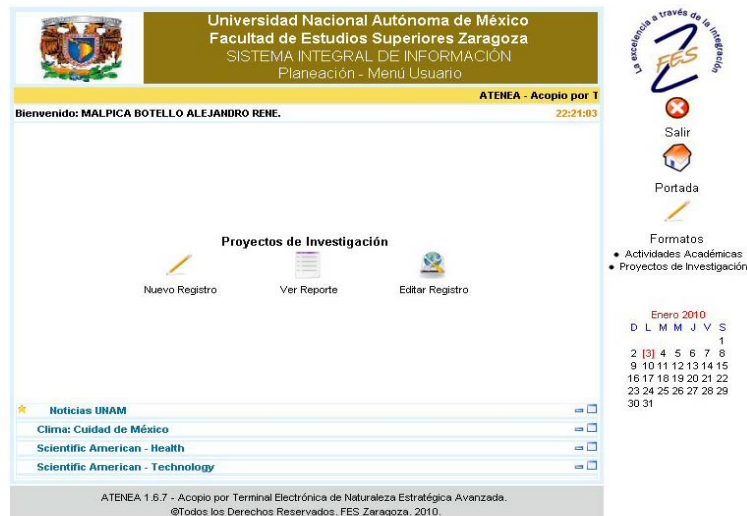 Universidad Nacional Autónoma de México
Facultad de Estudios Superiores Zaragoza
SISTEMA INTEGRAL DE INFORMACIÓN
Planeación - Menú Usuario
ATENEA - Acopio por T
Bienvenido: MALPICA BOTELLO ALEJANDRO RENE.
22:21:03
Proyectos de Investigación
Nuevo Registro
Ver Reporte
Editar Registro
Noticias UNAM
Clima: Cuidad de México
Scientific American - Health
Scientific American - Technology
ATENEA 1.6.7 - Acopio por Terminal Electrónica de Naturaleza Estratégica Avanzada.
©Todos los Derechos Reservados. FES Zaragoza. 2010.
La excelencia a través de la integración
FES
Salir
Portada
Formatos
• Actividades Académicas
• Proyectos de Investigación
Enero 2010
D L M M J V S
1
2 [3] 4 5 6 7 8
9 10 11 12 13 14 15
16 17 18 19 20 21 22
23 24 25 26 27 28 29
30 31